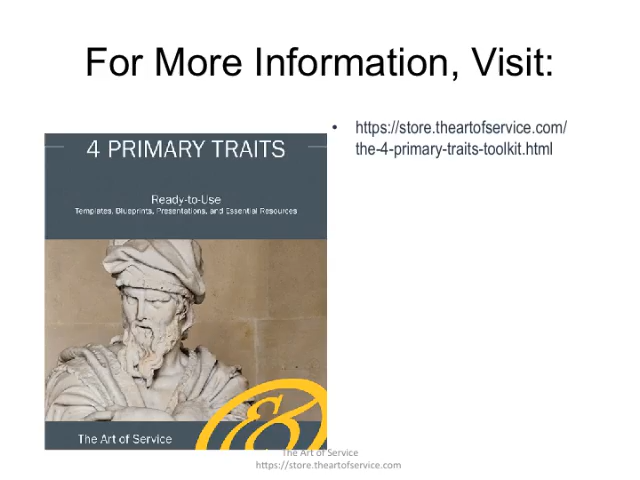 For More Information, Visit:
• https://store.theartofservice.com/
the-4-primary-traits-toolkit.html
4 PRIMARY TRAITS
Ready-to-Use
Templates, Blueprints, Presentations, and Essential Resources
The Art of Service
The Art of Service
https://store.theartofservice.com